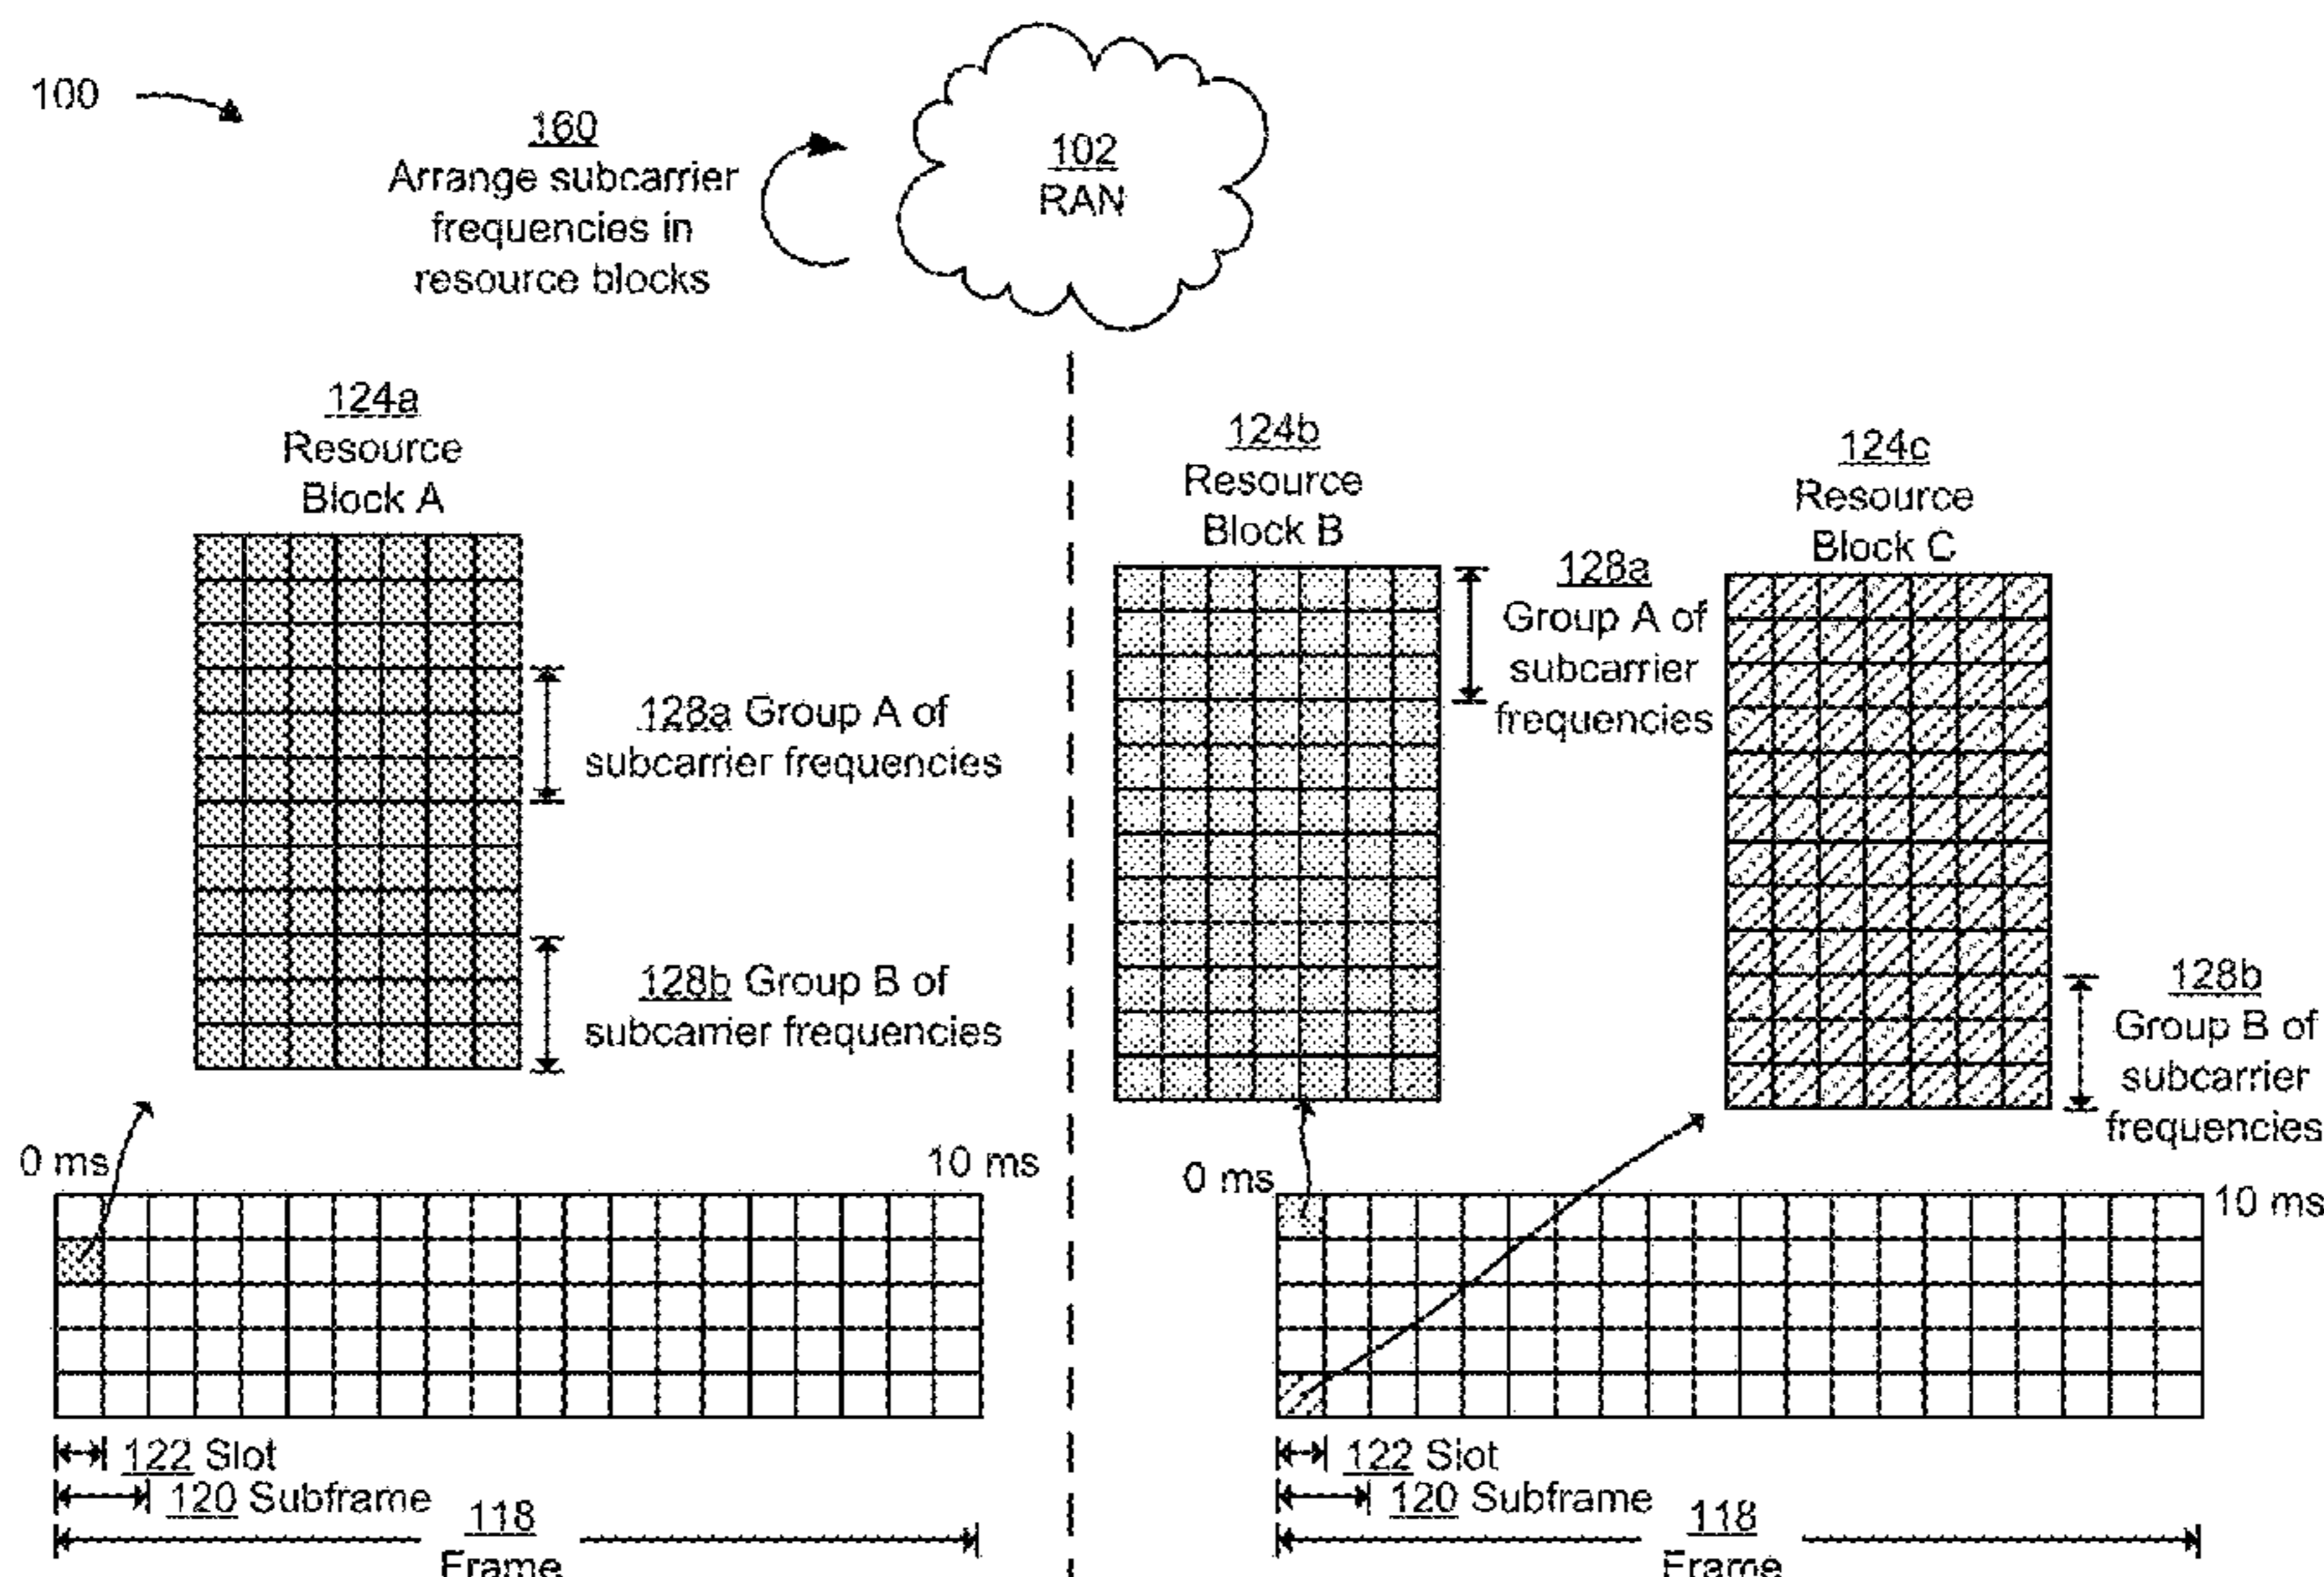 100
160
Arrange subcarrier
frequencies in
resource blocks
102
RAN
124a
Resource
Block A
128a Group A of
subcarrier frequencies
128b Group B of
subcarrier frequencies
0 ms
10 ms
122 Slot
120 Subframe
118
Frame
124b
Resource
Block B
128a
Group A of
subcarrier
frequencies
124c
Resource
Block C
128b
Group B of
subcarrier
frequencies
0 ms
10 ms
122 Slot
120 Subframe
118
Frame